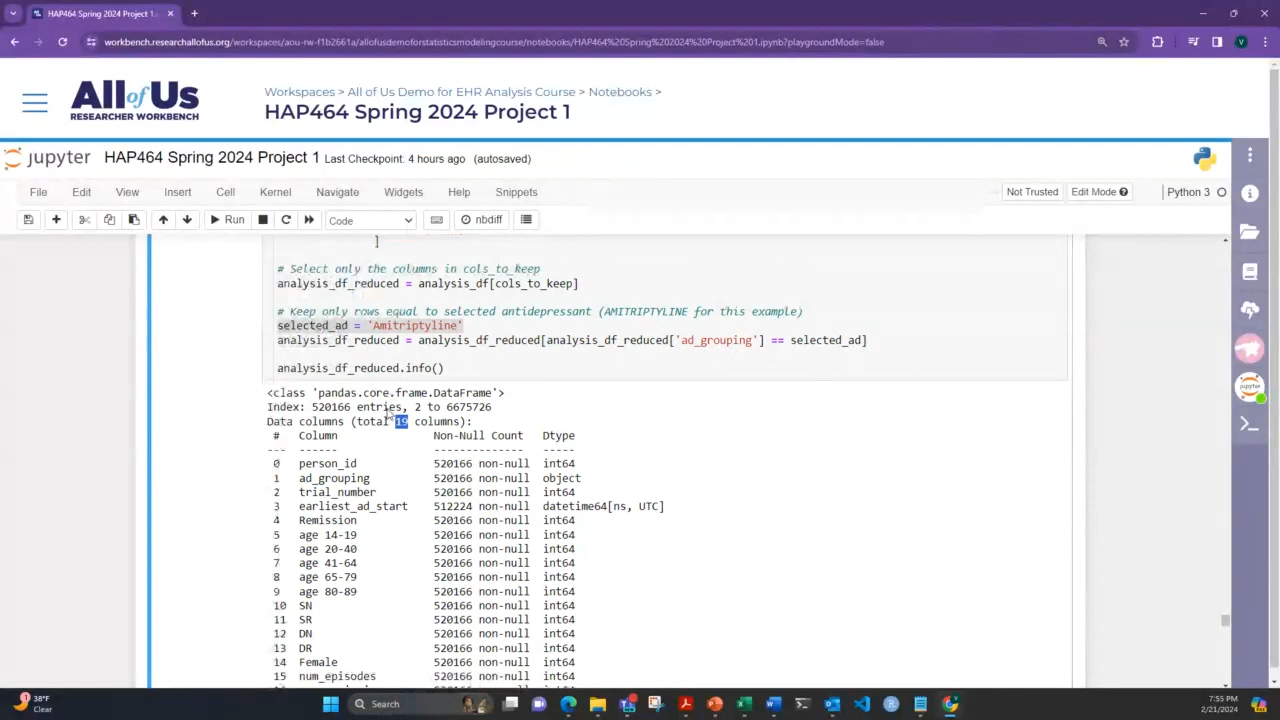 HAP464 Spring 2024 Project 1
workbench.researchallofus.org/workspaces/aou-rw-f1b2661a/allofusdemoforstatisticsmodelingcourse/notebooks/HAP464%20Spring%202024%20Project%201.ipynb?playgroundMode=false
V
All of Us
RESEARCHER WORKBENCH
Workspaces > All of Us Demo for EHR Analysis Course > Notebooks >
HAP464 Spring 2024 Project 1
jupyter HAP464 Spring 2024 Project 1 Last Checkpoint: 4 hours ago (autosaved)
File Edit View Insert Cell Kernel Navigate Widgets Help Snippets Not Trusted Edit Mode Python 3
Run Code nbdiff
]
# Select only the columns in cols_to_keep
analysis_df_reduced = analysis_df[cols_to_keep]
# Keep only rows equal to selected antidepressant (AMITRIPTYLINE for this example)
selected_ad = 'Amitriptyline'
analysis_df_reduced = analysis_df_reduced[analysis_df_reduced['ad_grouping'] == selected_ad]
analysis_df_reduced.info()
<class 'pandas.core.frame.DataFrame'>
Index: 520166 entries, 2 to 6675726
Data columns (total 19 columns):
# Column Non-Null Count Dtype
--- ------ -------------- -----
0 person_id 520166 non-null int64
1 ad_grouping 520166 non-null object
2 trial_number 520166 non-null int64
3 earliest_ad_start 512224 non-null datetime64[ns, UTC]
4 Remission 520166 non-null int64
5 age 14-19 520166 non-null int64
6 age 20-40 520166 non-null int64
7 age 41-64 520166 non-null int64
8 age 65-79 520166 non-null int64
9 age 80-89 520166 non-null int64
10 SN 520166 non-null int64
11 SR 520166 non-null int64
12 DN 520166 non-null int64
13 DR 520166 non-null int64
14 Female 520166 non-null int64
15 num_episodes 520166 non-null int64
38°F
Clear
Search
7:55 PM
2/21/2024